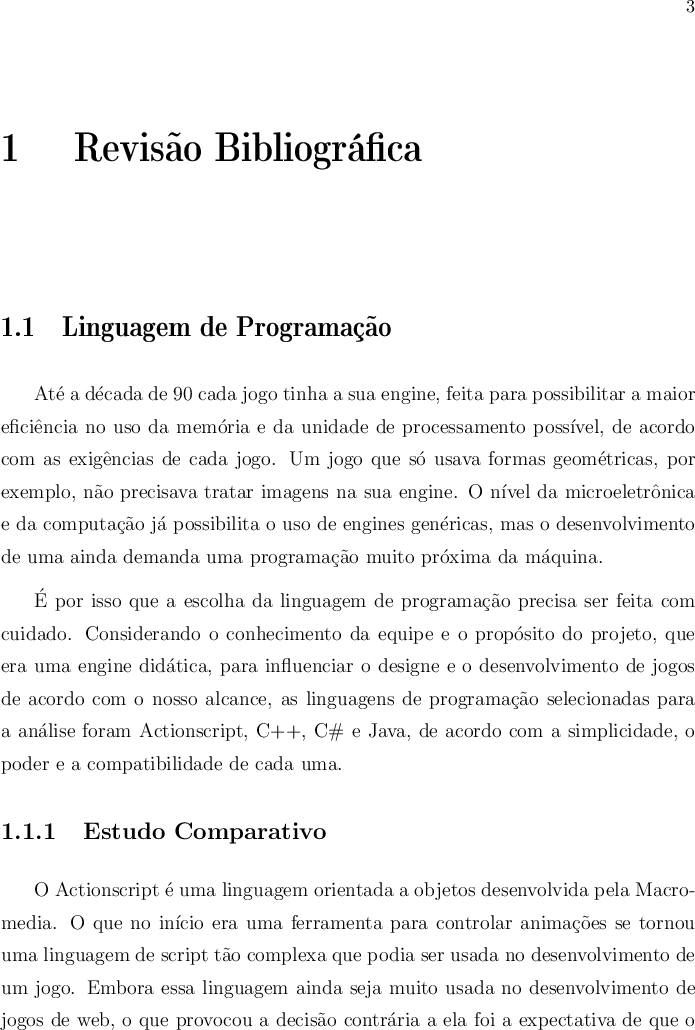 3
1 Revisão Bibliográfica
1.1 Linguagem de Programação
Até a década de 90 cada jogo tinha a sua engine, feita para possibilitar a maior
eficiência no uso da memória e da unidade de processamento possível, de acordo
com as exigências de cada jogo. Um jogo que só usava formas geométricas, por
exemplo, não precisava tratar imagens na sua engine. O nível da microeletrônica
e da computação já possibilita o uso de engines genéricas, mas o desenvolvimento
de uma ainda demanda uma programação muito próxima da máquina.
É por isso que a escolha da linguagem de programação precisa ser feita com
cuidado. Considerando o conhecimento da equipe e o propósito do projeto, que
era uma engine didática, para influenciar o designe e o desenvolvimento de jogos
de acordo com o nosso alcance, as linguagens de programação selecionadas para
a análise foram Actionscript, C++, C# e Java, de acordo com a simplicidade, o
poder e a compatibilidade de cada uma.
1.1.1 Estudo Comparativo
O Actionscript é uma linguagem orientada a objetos desenvolvida pela Macro-
media. O que no início era uma ferramenta para controlar animações se tornou
uma linguagem de script tão complexa que podia ser usada no desenvolvimento de
um jogo. Embora essa linguagem ainda seja muito usada no desenvolvimento de
jogos de web, o que provocou a decisão contrária a ela foi a expectativa de que o